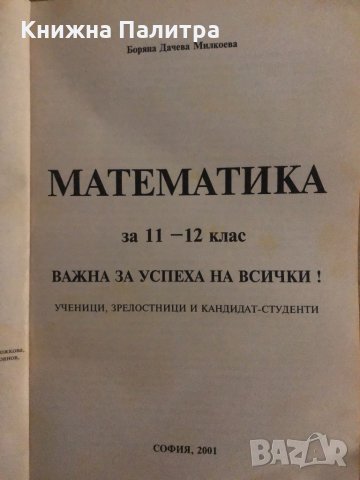 Книжна Палитра
Боряна Дачева Милкоева
МАТЕМАТИКА
за 11 –12 клас
ВАЖНА ЗА УСПЕХА НА ВСИЧКИ !
УЧЕНИЦИ, ЗРЕЛОСТНИЦИ И КАНДИДАТ-СТУДЕНТИ
СОФИЯ, 2001
BAZAR